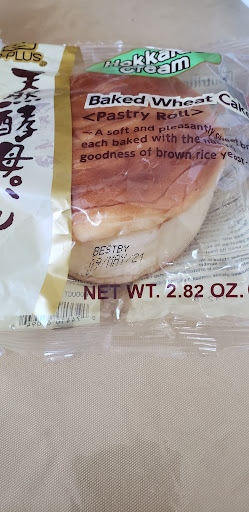 PLUS
天然酵母パン
Hokkaido
Cream
Baked Wheat Cake
<Pastry Roll>
~ A soft and pleasantly
each baked with the
goodness of brown rice yeast
BEST BY
NET WT. 2.82 OZ.